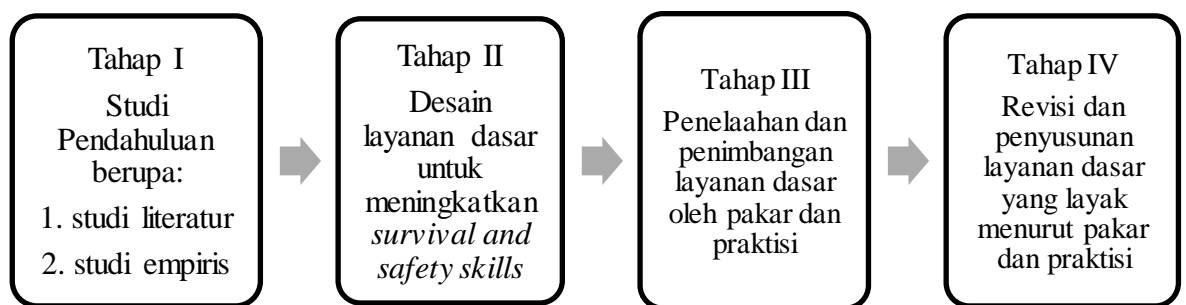 Tahap I
Studi
Pendahuluan
berupa:
1. studi literatur
2. studi empiris
Tahap II
Desain
layanan dasar
untuk
meningkatkan
survival and
safety skills
Tahap III
Penelaahan dan
penimbangan
layanan dasar
oleh pakar dan
praktisi
Tahap IV
Revisi dan
penyusunan
layanan dasar
yang layak
menurut pakar
dan praktisi